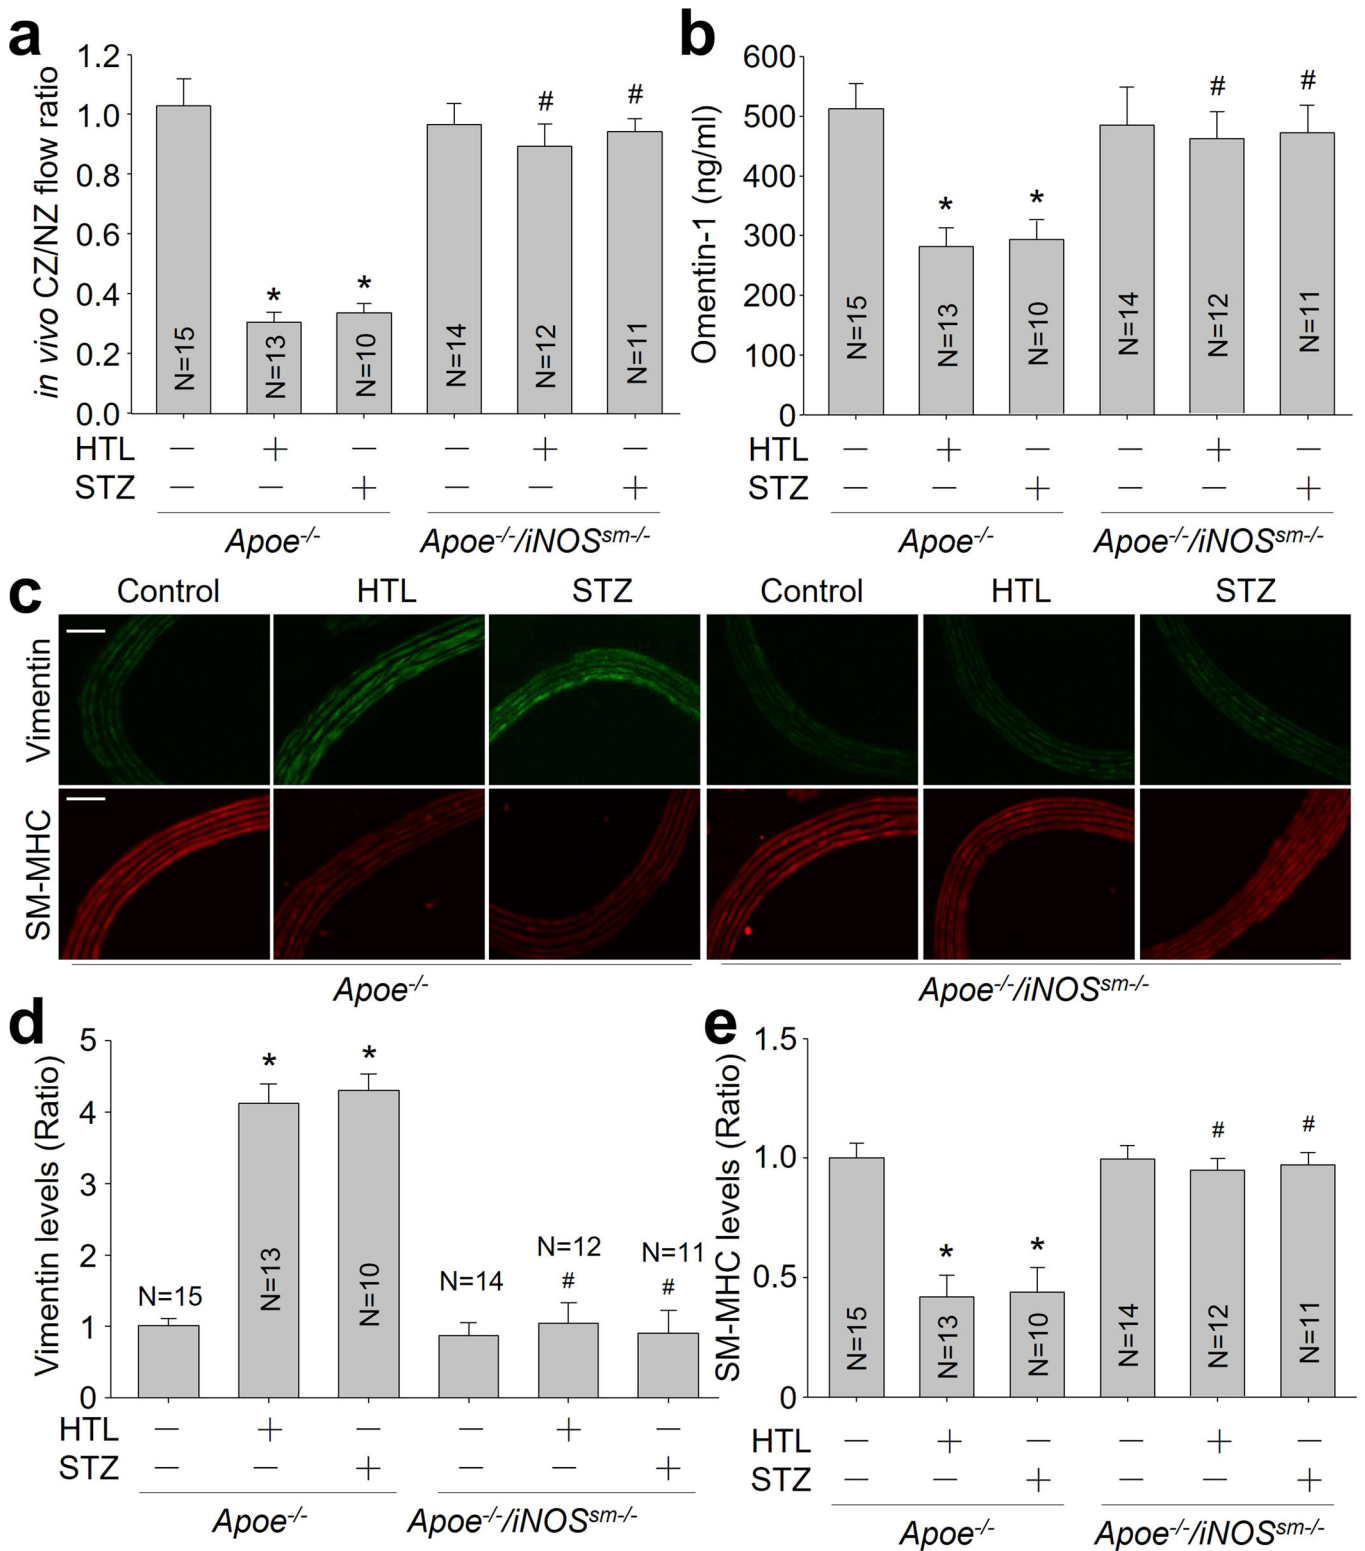 a
in vivo CZ/NZ flow ratio
1.2
1.0
0.8
0.6
0.4
0.2
0.0
N=15
*
N=13
*
N=10
N=14
#
N=12
#
N=11
HTL − + − − + −
STZ − − + − − +
Apoe-/-
Apoe-/-/iNOSsm-/-
b
Omentin-1 (ng/ml)
600
500
400
300
200
100
0
N=15
*
N=13
*
N=10
N=14
#
N=12
#
N=11
HTL − + − − + −
STZ − − + − − +
Apoe-/-
Apoe-/-/iNOSsm-/-
c
Control HTL STZ Control HTL STZ
Vimentin
SM-MHC
Apoe-/-
Apoe-/-/iNOSsm-/-
d
Vimentin levels (Ratio)
5
4
3
2
1
0
N=15
*
N=13
*
N=10
N=14
N=12
#
N=11
#
HTL − + − − + −
STZ − − + − − +
Apoe-/-
Apoe-/-/iNOSsm-/-
e
SM-MHC levels (Ratio)
1.5
1.0
0.5
0
N=15
*
N=13
*
N=10
N=14
#
N=12
#
N=11
HTL − + − − + −
STZ − − + − − +
Apoe-/-
Apoe-/-/iNOSsm-/-